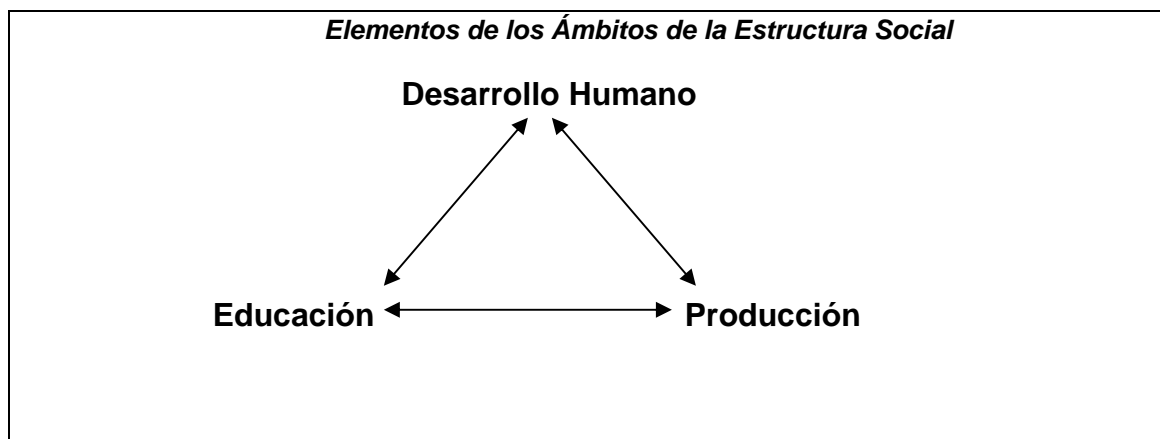 Elementos de los Ámbitos de la Estructura Social
Desarrollo Humano
Educación Producción